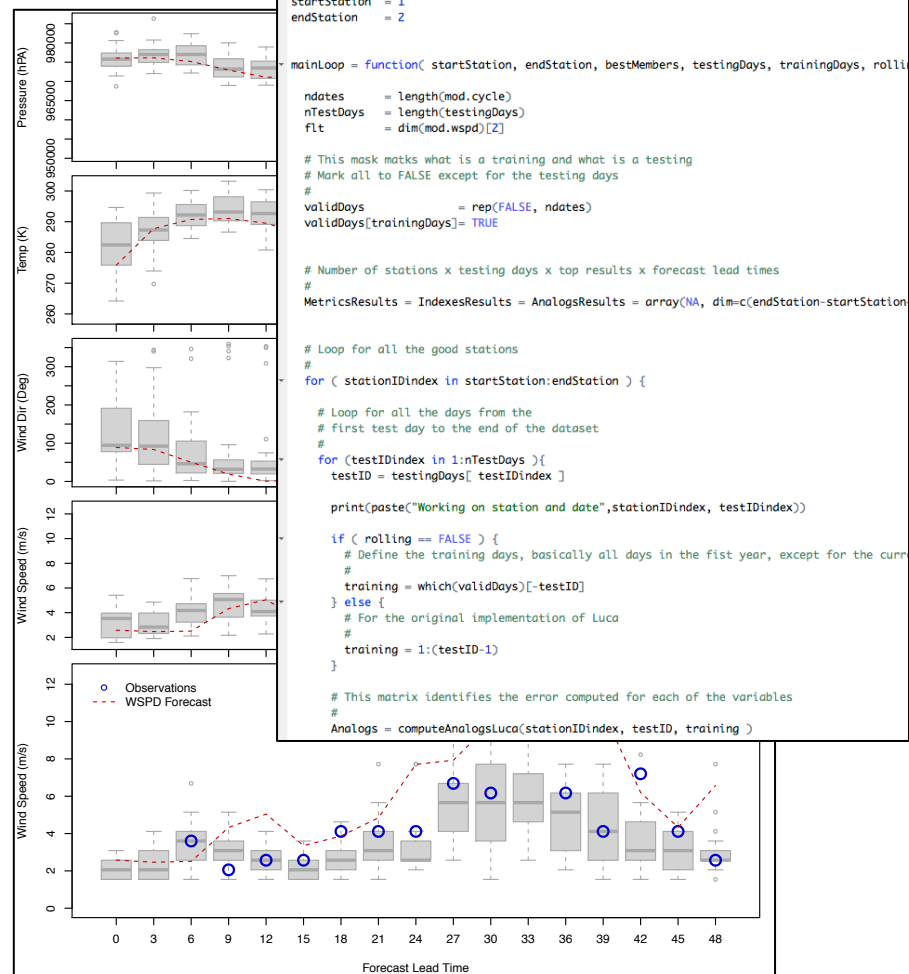 startStation = 1
endStation = 2
mainLoop = function( startStation, endStation, bestMembers, testingDays, trainingDays,
ndates = length(mod.cycle)
nTestDays = length(testingDays)
flt = dim(mod.wspd)[2]
# This mask matks what is a training and what is a testing
# Mark all to FALSE except for the testing days
#
validDays = rep(FALSE, ndates)
validDays[trainingDays]= TRUE
# Number of stations x testing days x top results x forecast lead times
#
MetricsResults = IndexesResults = AnalogsResults = array(NA, dim=c(endStation-startStation-
# Loop for all the good stations
#
for ( stationIDindex in startStation:endStation ) {
# Loop for all the days from the
# first test day to the end of the dataset
#
for (testIDindex in 1:nTestDays ){
testID = testingDays[ testIDindex ]
print(paste("Working on station and date",stationIDindex, testIDindex))
if ( rolling == FALSE ) {
# Define the training days, basically all days in the fist year, except for the
#
training = which(validDays)[-testID]
} else {
# For the original implementation of Luca
#
training = 1:(testID-1)
}
# This matrix identifies the error computed for each of the variables
#
Analogs = computeAnalogsLuca(stationIDindex, testID, training )
Pressure (hPA)
980000
965000
950000
Temp (K)
300
290
280
270
260
Wind Dir (Deg)
300
100
0
Wind Speed (m/s)
12
10
8
6
4
2
Wind Speed (m/s)
12
10
8
6
4
2
0
Observations
WSPD Forecast
0 3 6 9 12 15 18 21 24 27 30 33 36 39 42 45 48
Forecast Lead Time